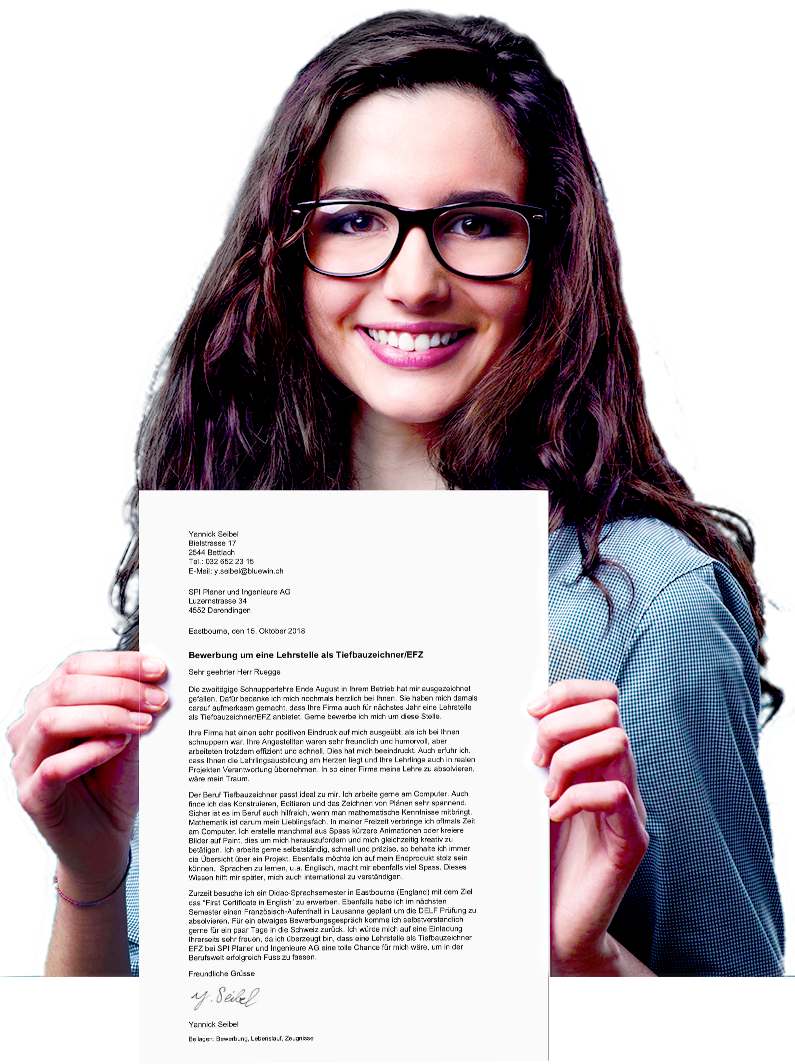 Yannick Seibel
Bielstrasse 17
2544 Bettlach
Tel.: 032 652 23 15
E-Mail: y.seibel@bluewin.ch
SPI Planer und Ingenieure AG
Luzernstrasse 34
4552 Derendingen
Eastbourne, den 15. Oktober 2018
Bewerbung um eine Lehrstelle als Tiefbauzeichner/EFZ
Sehr geehrter Herr Ruegge
Die zweitägige Schnupperlehre Ende August in Ihrem Betrieb hat mir ausgezeichnet
gefallen. Dafür bedanke ich mich nochmals herzlich bei Ihnen. Sie haben mich damals
darauf aufmerksam gemacht, dass Ihre Firma auch für nächstes Jahr eine Lehrstelle
als Tiefbauzeichner/EFZ anbietet. Gerne bewerbe ich mich um diese Stelle.
Ihre Firma hat einen sehr positiven Eindruck auf mich ausgeübt, als ich bei Ihnen
schnuppern war. Ihre Angestellten waren sehr freundlich und humorvoll, aber
arbeiteten trotzdem effizient und schnell. Dies hat mich beeindruckt. Auch erfuhr ich,
dass Ihnen die Lehrlingsausbildung am Herzen liegt und Ihre Lehrlinge auch in realen
Projekten Verantwortung übernehmen. In so einer Firma meine Lehre zu absolvieren,
wäre mein Traum.
Der Beruf Tiefbauzeichner passt ideal zu mir. Ich arbeite gerne am Computer. Auch
finde ich das Konstruieren, Editieren und das Zeichnen von Plänen sehr spannend.
Sicher ist es im Beruf auch hilfreich, wenn man mathematische Kenntnisse mitbringt.
Mathematik ist darum mein Lieblingsfach. In meiner Freizeit verbringe ich oftmals Zeit
am Computer. Ich erstelle manchmal aus Spass kürzere Animationen oder kreiere
Bilder auf Paint, dies um mich herauszufordern und mich gleichzeitig kreativ zu
betätigen. Ich arbeite gerne selbstständig, schnell und präzise, so behalte ich immer
die Übersicht über ein Projekt. Ebenfalls möchte ich auf mein Endprodukt stolz sein
können. Sprachen zu lernen, u.a. Englisch, macht mir ebenfalls viel Spass. Dieses
Wissen hilft mir später, mich auch international zu verständigen.
Zurzeit besuche ich ein Didac-Sprachsemester in Eastbourne (England) mit dem Ziel
das "First Certificate in English" zu erwerben. Ebenfalls habe ich im nächsten
Semester einen Französisch-Aufenthalt in Lausanne geplant um die DELF Prüfung zu
absolvieren. Für ein etwaiges Bewerbungsgespräch komme ich selbstverständlich
gerne für ein paar Tage in die Schweiz zurück. Ich würde mich auf eine Einladung
Ihrerseits sehr freuen, da ich überzeugt bin, dass eine Lehrstelle als Tiefbauzeichner
EFZ bei SPI Planer und Ingenieure AG eine tolle Chance für mich wäre, um in der
Berufswelt erfolgreich Fuss zu fassen.
Freundliche Grüsse
Y. Seibel
Yannick Seibel
Beilagen: Bewerbung, Lebenslauf, Zeugnisse